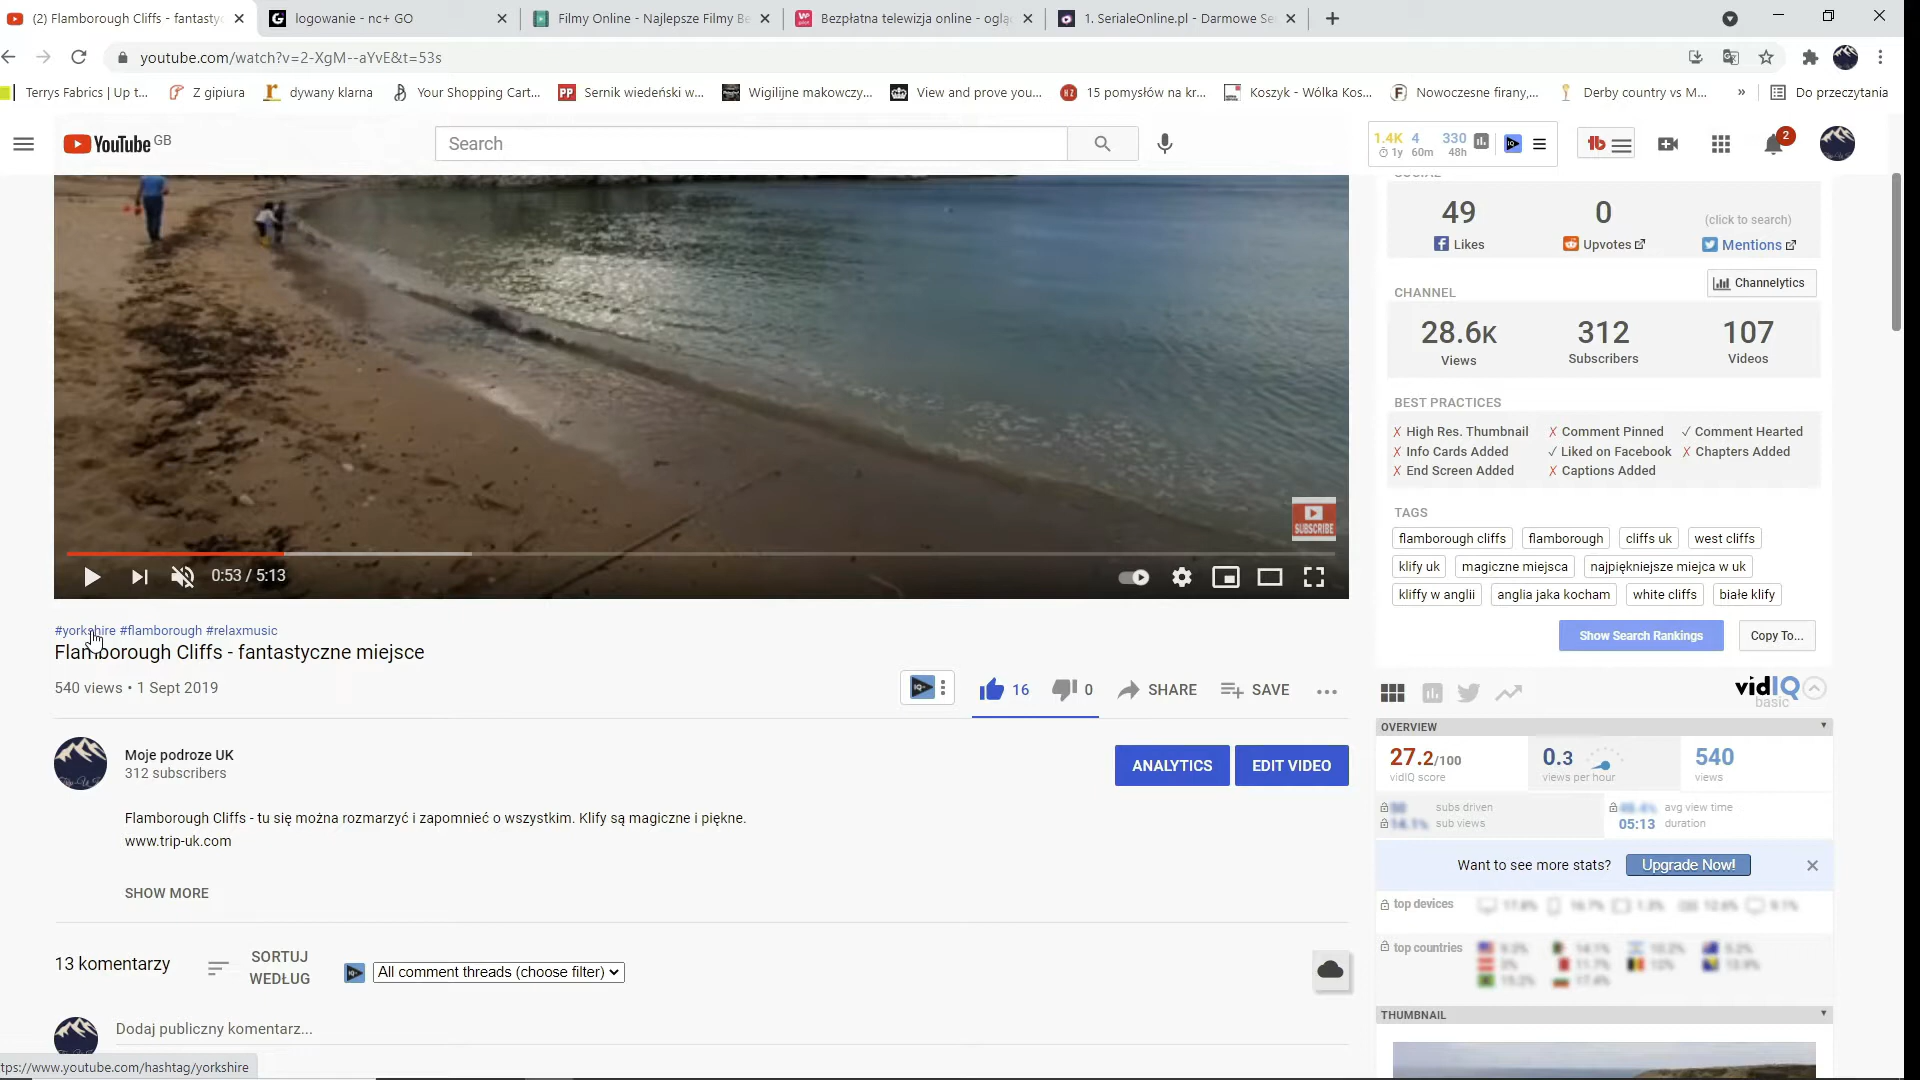 (2) Flamborough Cliffs - fantasty
logowanie - nc+ GO
Filmy Online - Najlepsze Filmy Be
Bezpłatna telewizja online - oglą
1. SerialeOnline.pl - Darmowe Se
youtube.com/watch?v=2-XgM--aYvE&t=53s
Terrys Fabrics | Up t...
Z gipiura
dywany klarna
Your Shopping Cart...
PP
Sernik wiedeński w...
Wigilijne makowczy...
View and prove you...
HZ
15 pomysłów na kr...
Koszyk - Wólka Kos...
F
Nowoczesne firany,...
Derby country vs M...
»
Do przeczytania
YouTube GB
Search
1.4K 4 330
1y 60m 48h
2
SOCIAL
49 0 (click to search)
Likes Upvotes Mentions
CHANNEL
Channelytics
28.6K 312 107
Views Subscribers Videos
BEST PRACTICES
✗ High Res. Thumbnail ✗ Comment Pinned ✓ Comment Hearted
✗ Info Cards Added ✓ Liked on Facebook ✗ Chapters Added
✗ End Screen Added ✗ Captions Added
TAGS
flamborough cliffs flamborough cliffs uk west cliffs
klify uk magiczne miejsca najpiękniejsze miejca w uk
kliffy w anglii anglia jaka kocham white cliffs białe klify
Show Search Rankings Copy To...
SUBSCRIBE
0:53 / 5:13
#yorkshire #flamborough #relaxmusic
Flamborough Cliffs - fantastyczne miejsce
540 views • 1 Sept 2019
16 0 SHARE SAVE ...
Moje podroze UK
312 subscribers
ANALYTICS EDIT VIDEO
Flamborough Cliffs - tu się można rozmarzyć i zapomnieć o wszystkim. Klify są magiczne i piękne.
www.trip-uk.com
SHOW MORE
13 komentarzy
SORTUJ
WEDŁUG
All comment threads (choose filter)
Dodaj publiczny komentarz...
tps://www.youtube.com/hashtag/yorkshire
vidIQ
basic
OVERVIEW
27.2/100 0.3 540
vidIQ score views per hour views
subs driven avg view time
sub views 05:13 duration
Want to see more stats? Upgrade Now!
top devices
top countries
THUMBNAIL